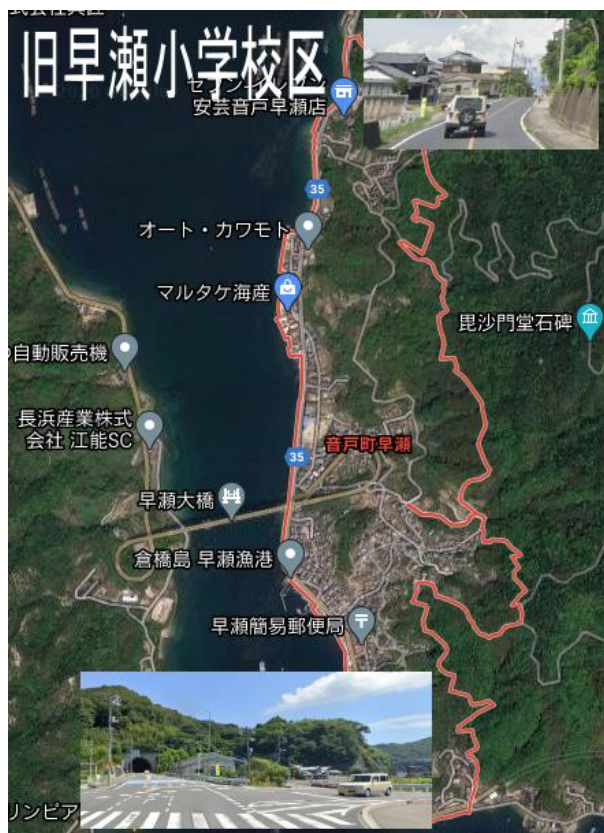 旧早瀬小学校区
安芸音戸早瀬店
35
オート・カワモト
マルタケ海産
毘沙門堂石碑
自動販売機
長浜産業株式
会社 江能SC
音戸町早瀬
35
早瀬大橋
倉橋島 早瀬漁港
早瀬簡易郵便局
リンピア